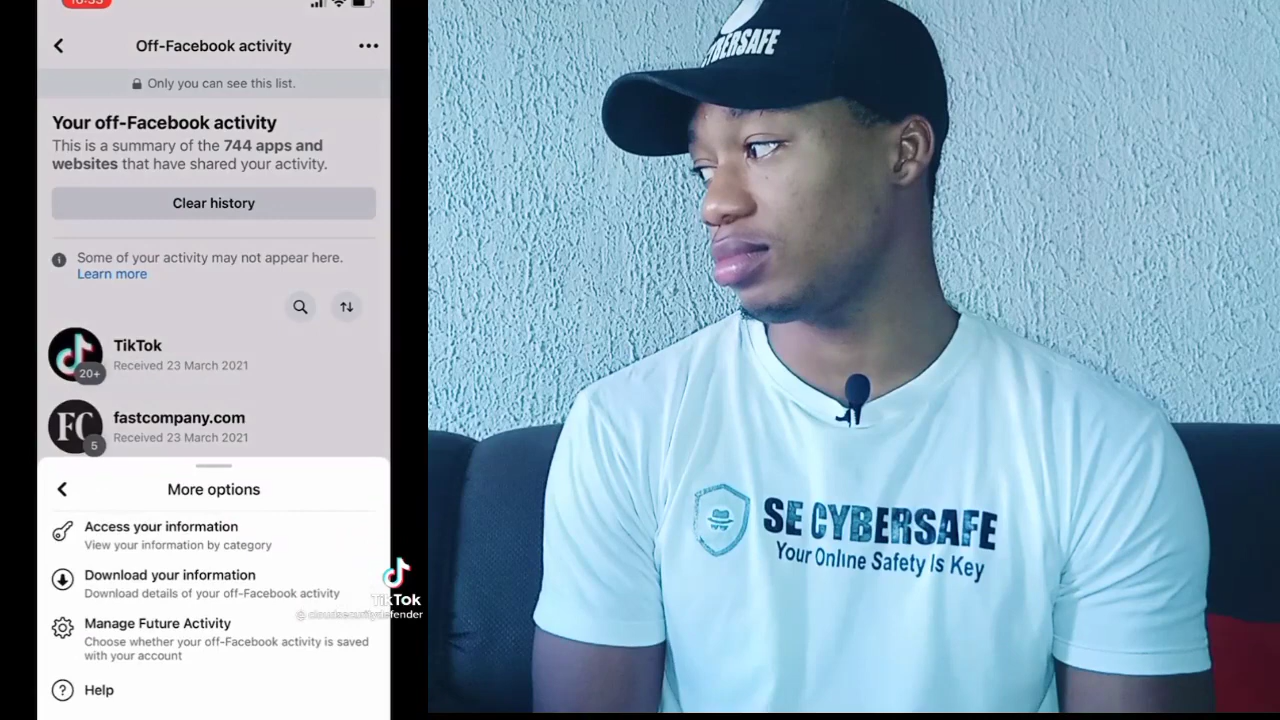 Off-Facebook activity
Only you can see this list.
Your off-Facebook activity
This is a summary of the 744 apps and
websites that have shared your activity.
Clear history
Some of your activity may not appear here.
Learn more
TikTok
Received 23 March 2021
20+
fastcompany.com
FC
Received 23 March 2021
5
More options
Access your information
View your information by category
Download your information
Download details of your off-Facebook activity
TikTok
@cloudsecuritydefender
Manage Future Activity
Choose whether your off-Facebook activity is saved
with your account
Help
CYBERSAFE
SE CYBERSAFE
Your Online Safety Is Key